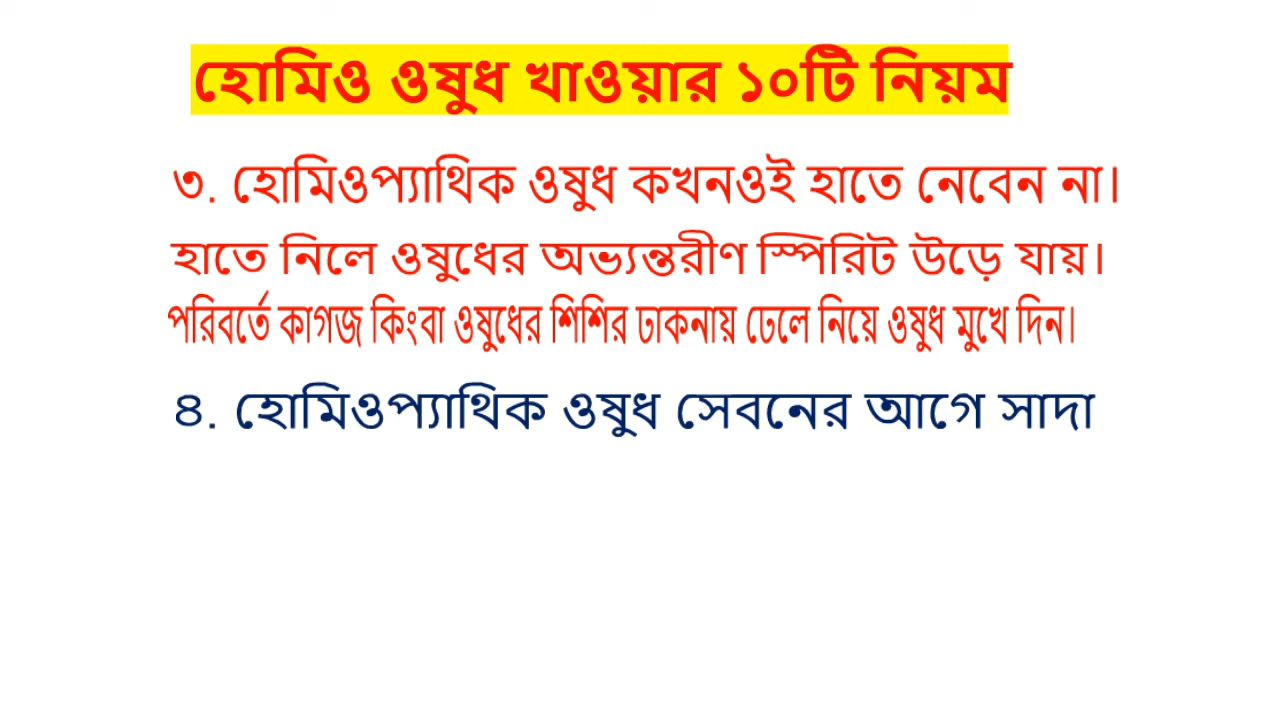 হোমিও ওষুধ খাওয়ার ১০টি নিয়ম
৩. হোমিওপ্যাথিক ওষুধ কখনওই হাতে নেবেন না।
হাতে নিলে ওষুধের অভ্যন্তরীণ স্পিরিট উড়ে যায়।
পরিবর্তে কাগজ কিংবা ওষুধের শিশির ঢাকনায় ঢেলে নিয়ে ওষুধ মুখে দিন।
৪. হোমিওপ্যাথিক ওষুধ সেবনের আগে সাদা